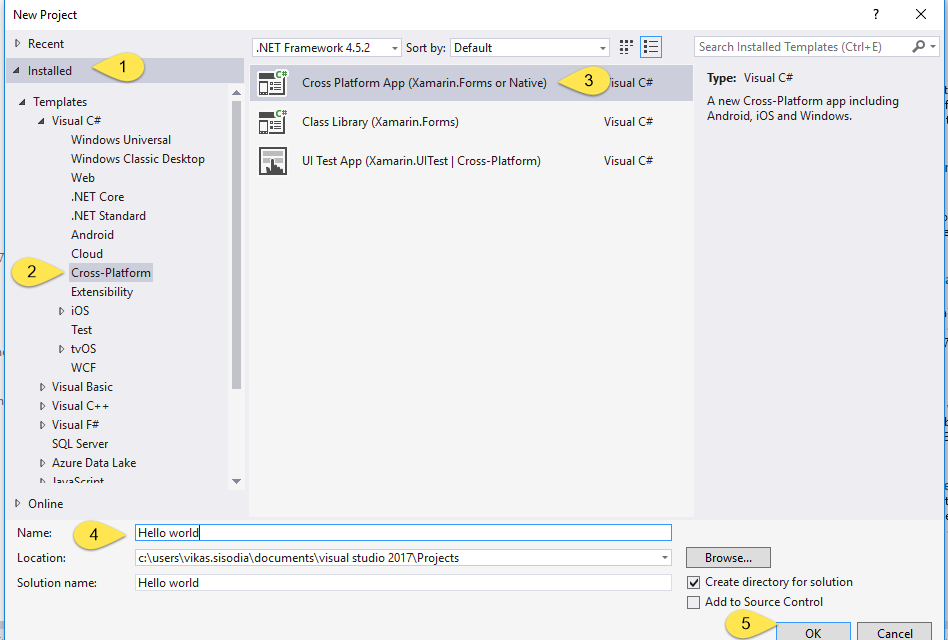 New Project
? ×
Recent
.NET Framework 4.5.2 Sort by: Default
Search Installed Templates (Ctrl+E)
Installed 1
Templates
Visual C#
Windows Universal
Windows Classic Desktop
Web
.NET Core
.NET Standard
Android
Cloud
2 Cross-Platform
Extensibility
iOS
Test
tvOS
WCF
Visual Basic
Visual C++
Visual F#
SQL Server
Azure Data Lake
JavaScript
Online
C# Cross Platform App (Xamarin.Forms or Native) 3 Visual C#
C# Class Library (Xamarin.Forms) Visual C#
UI Test App (Xamarin.UITest | Cross-Platform) Visual C#
Type: Visual C#
A new Cross-Platform app including
Android, iOS and Windows.
Name: 4 Hello world
Location: c:\users\vikas.sisodia\documents\visual studio 2017\Projects Browse...
Solution name: Hello world
Create directory for solution
Add to Source Control
5 OK Cancel